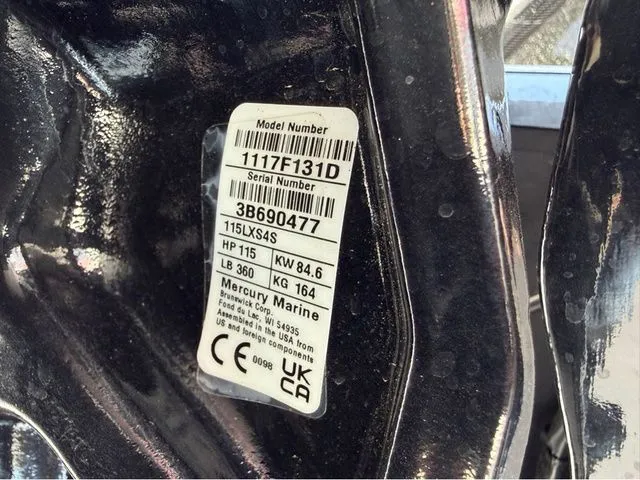 Model Number
1117F131D
Serial Number
3B690477
115LXS4S
HP 115 KW 84.6
LB 360 KG 164
Mercury Marine
Brunswick Corp.
Fond du Lac, WI 54935
Assembled in the USA from
US and foreign components
CE 0098 UK
CA